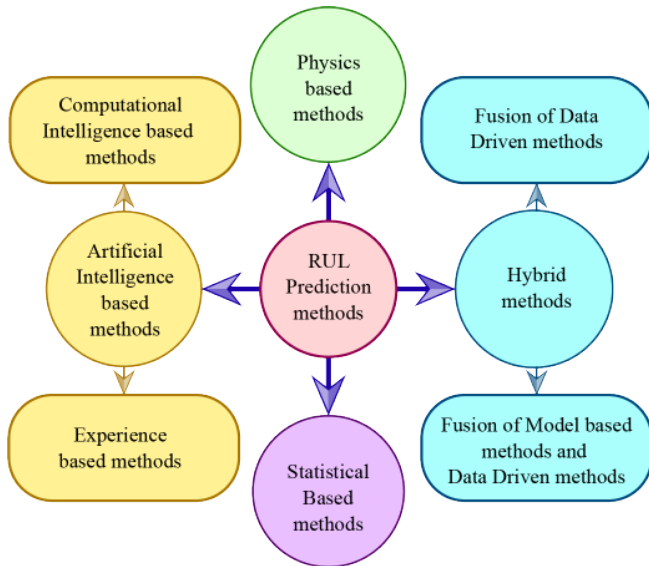 Physics
based
methods
Computational
Intelligence based
methods
Fusion of Data
Driven methods
Artificial
Intelligence
based
methods
RUL
Prediction
methods
Hybrid
methods
Experience
based methods
Statistical
Based
methods
Fusion of Model based
methods and
Data Driven methods